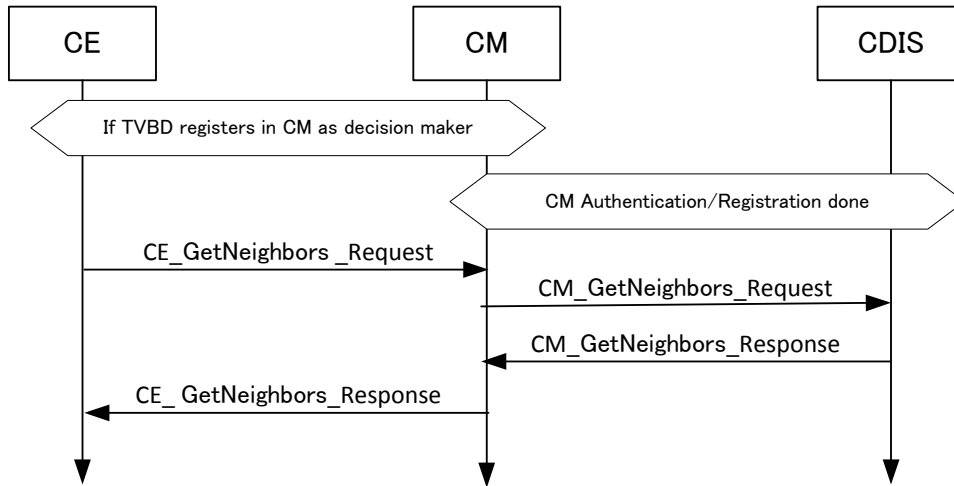 CE
CM
CDIS
If TVBD registers in CM as decision maker
CM Authentication/Registration done
CE_GetNeighbors _Request
CM_GetNeighbors_Request
CM_GetNeighbors_Response
CE_ GetNeighbors_Response